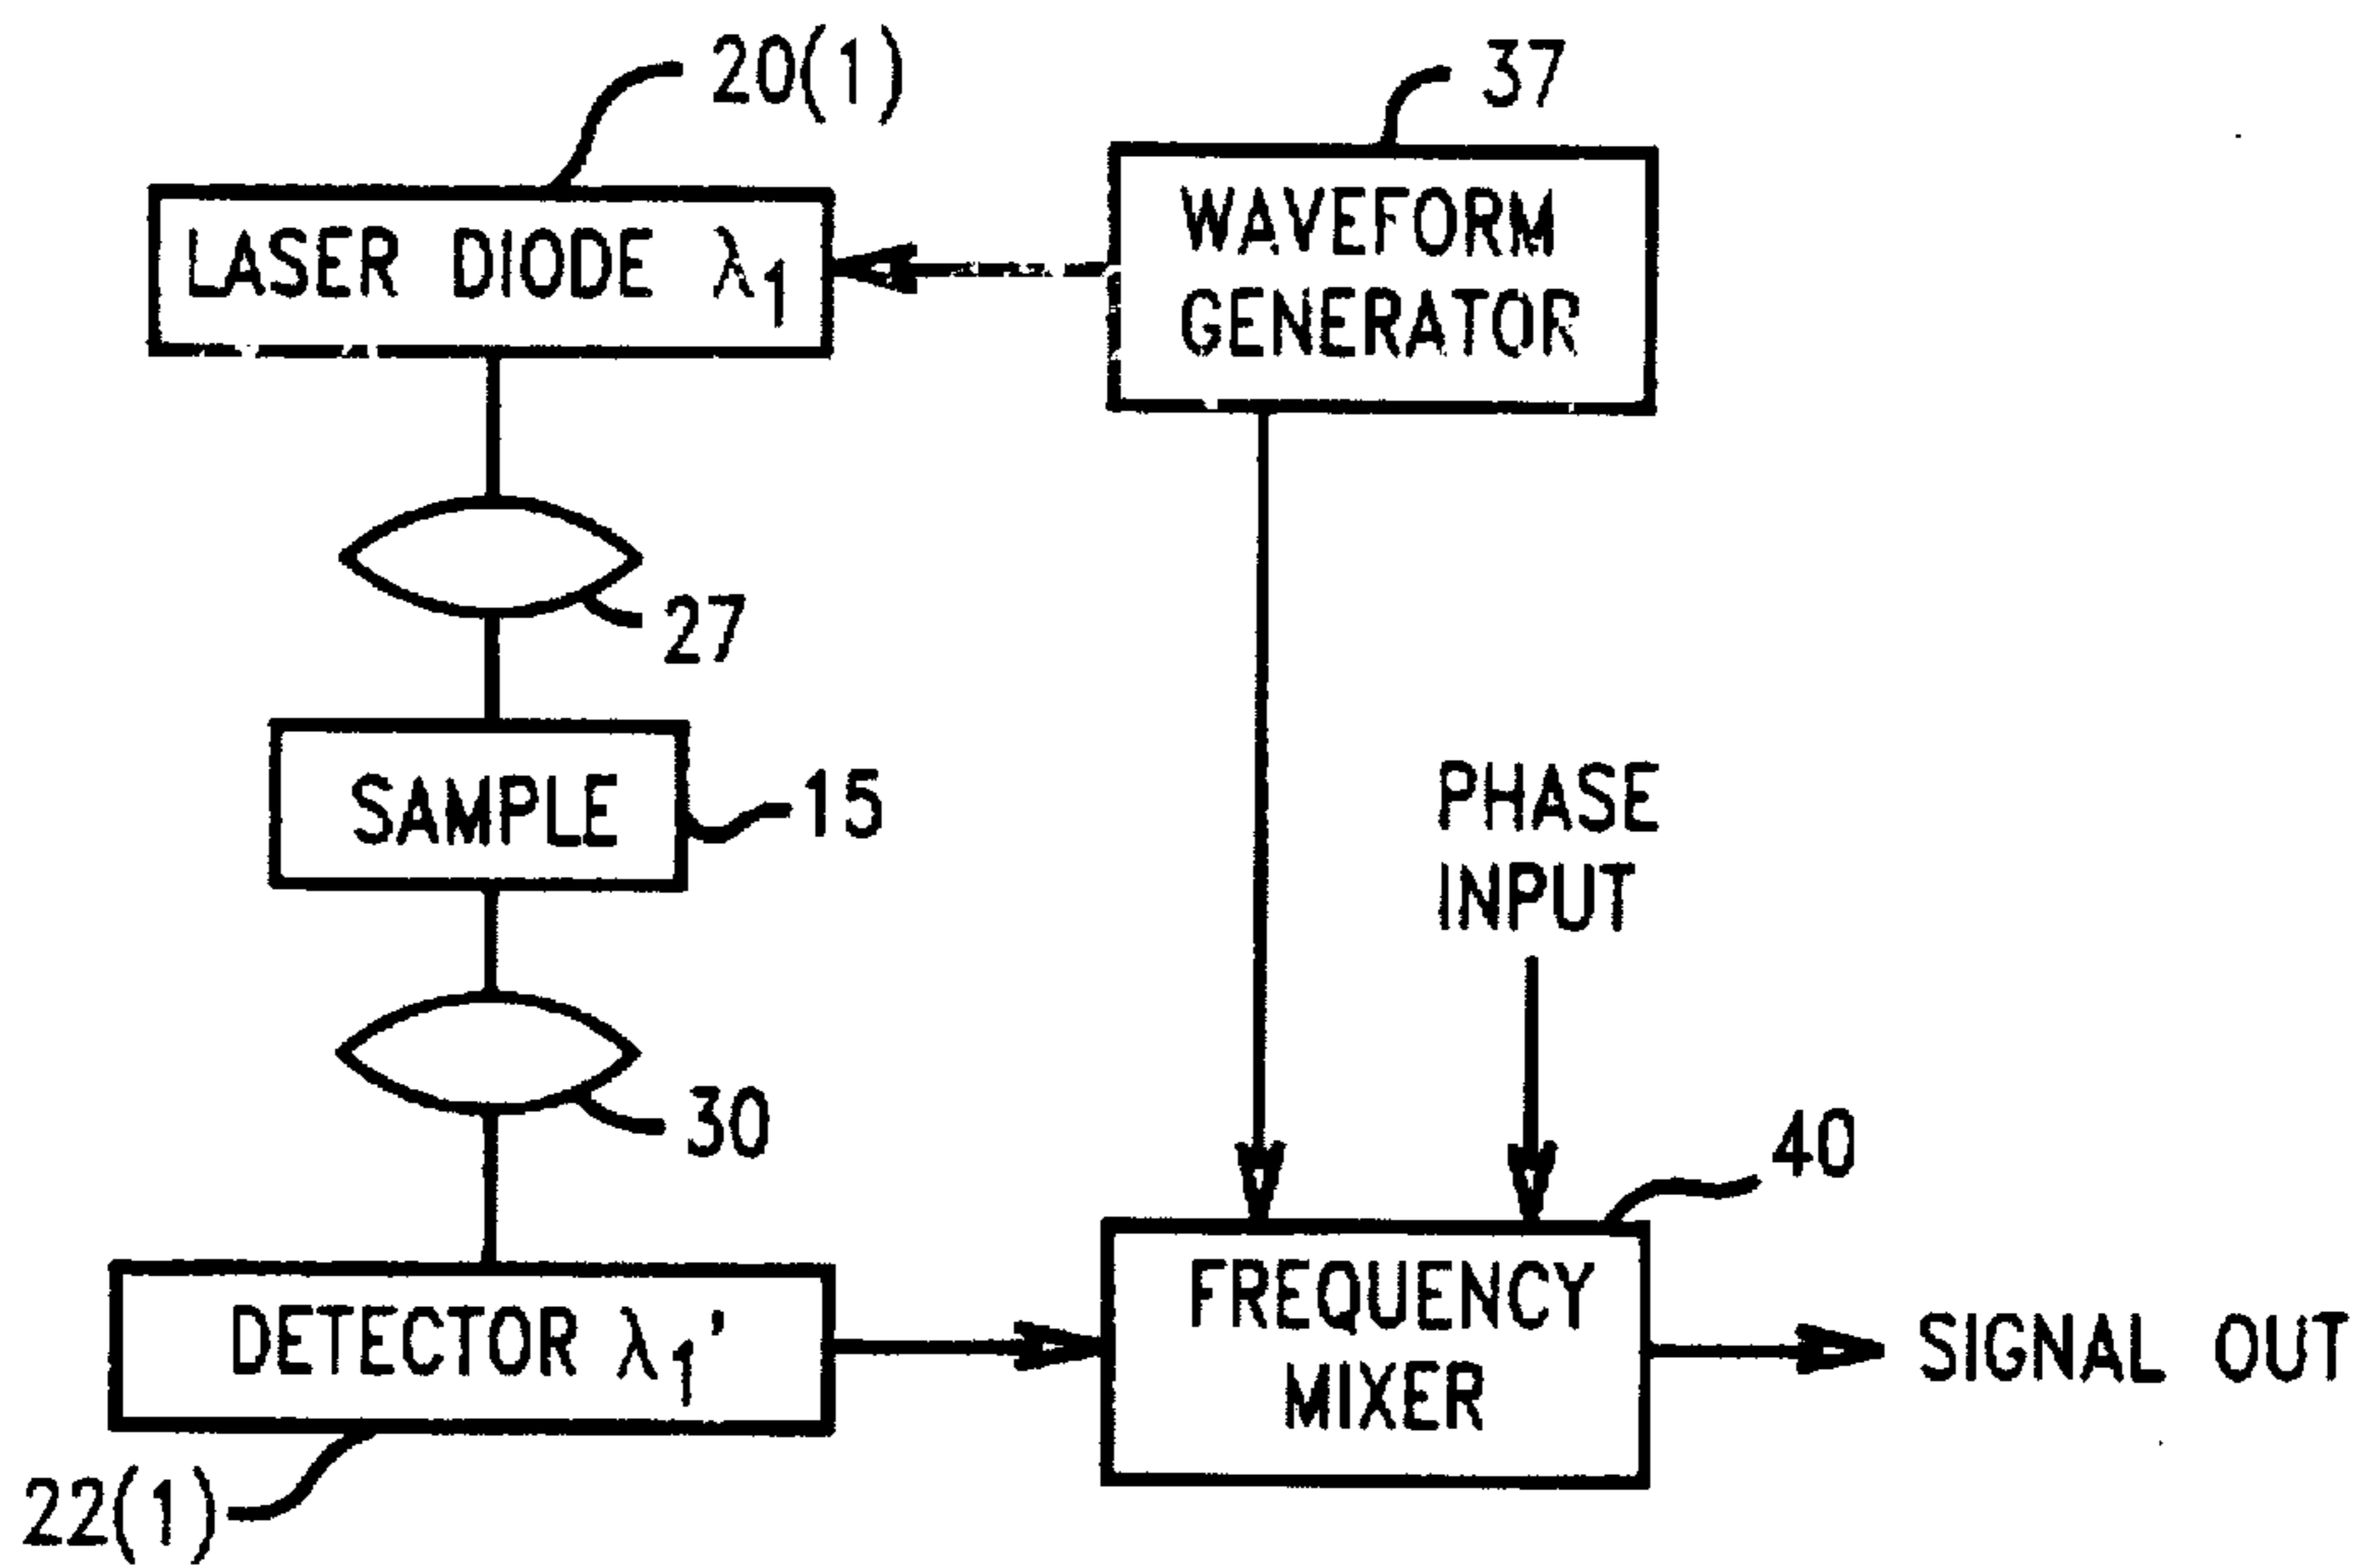 20(1)
37
LASER DIODE λ1
WAVEFORM
GENERATOR
27
SAMPLE
15
PHASE
INPUT
30
40
DETECTOR λ1'
FREQUENCY
MIXER
SIGNAL OUT
22(1)